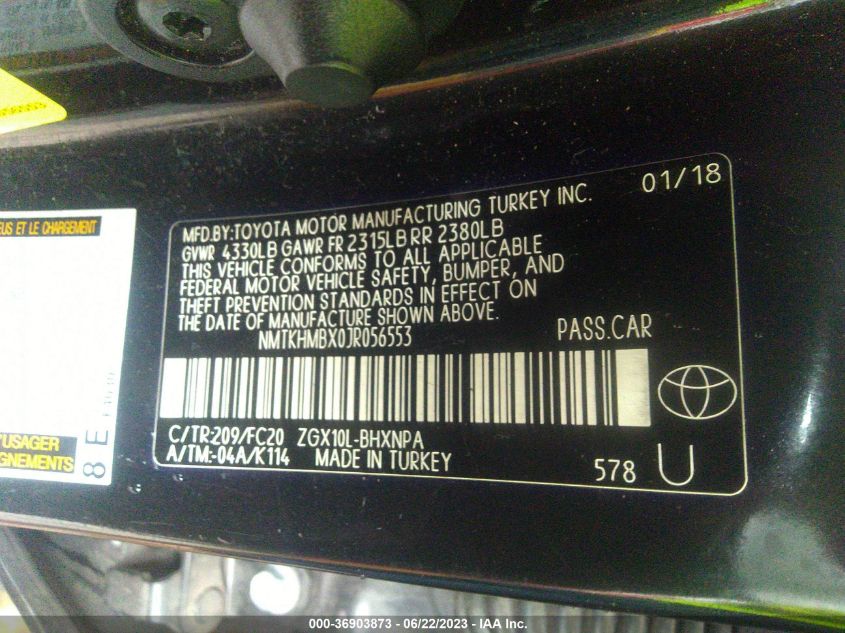 56553
EUS ET LE CHARGEMENT
MFD.BY:TOYOTA MOTOR MANUFACTURING TURKEY INC. 01/18
GVWR 4330LB GAWR FR 2315LB RR 2380LB
THIS VEHICLE CONFORMS TO ALL APPLICABLE
FEDERAL MOTOR VEHICLE SAFETY, BUMPER, AND
THEFT PREVENTION STANDARDS IN EFFECT ON
THE DATE OF MANUFACTURE SHOWN ABOVE.
NMTKHMBX0JR056553 PASS.CAR
C/TR:209/FC20 ZGX10L-BHXNPA
A/TM:-04A/K114 MADE IN TURKEY
578 U
'USAGER
GNEMENTS
8 E
000-36903873 - 06/22/2023 - IAA Inc.